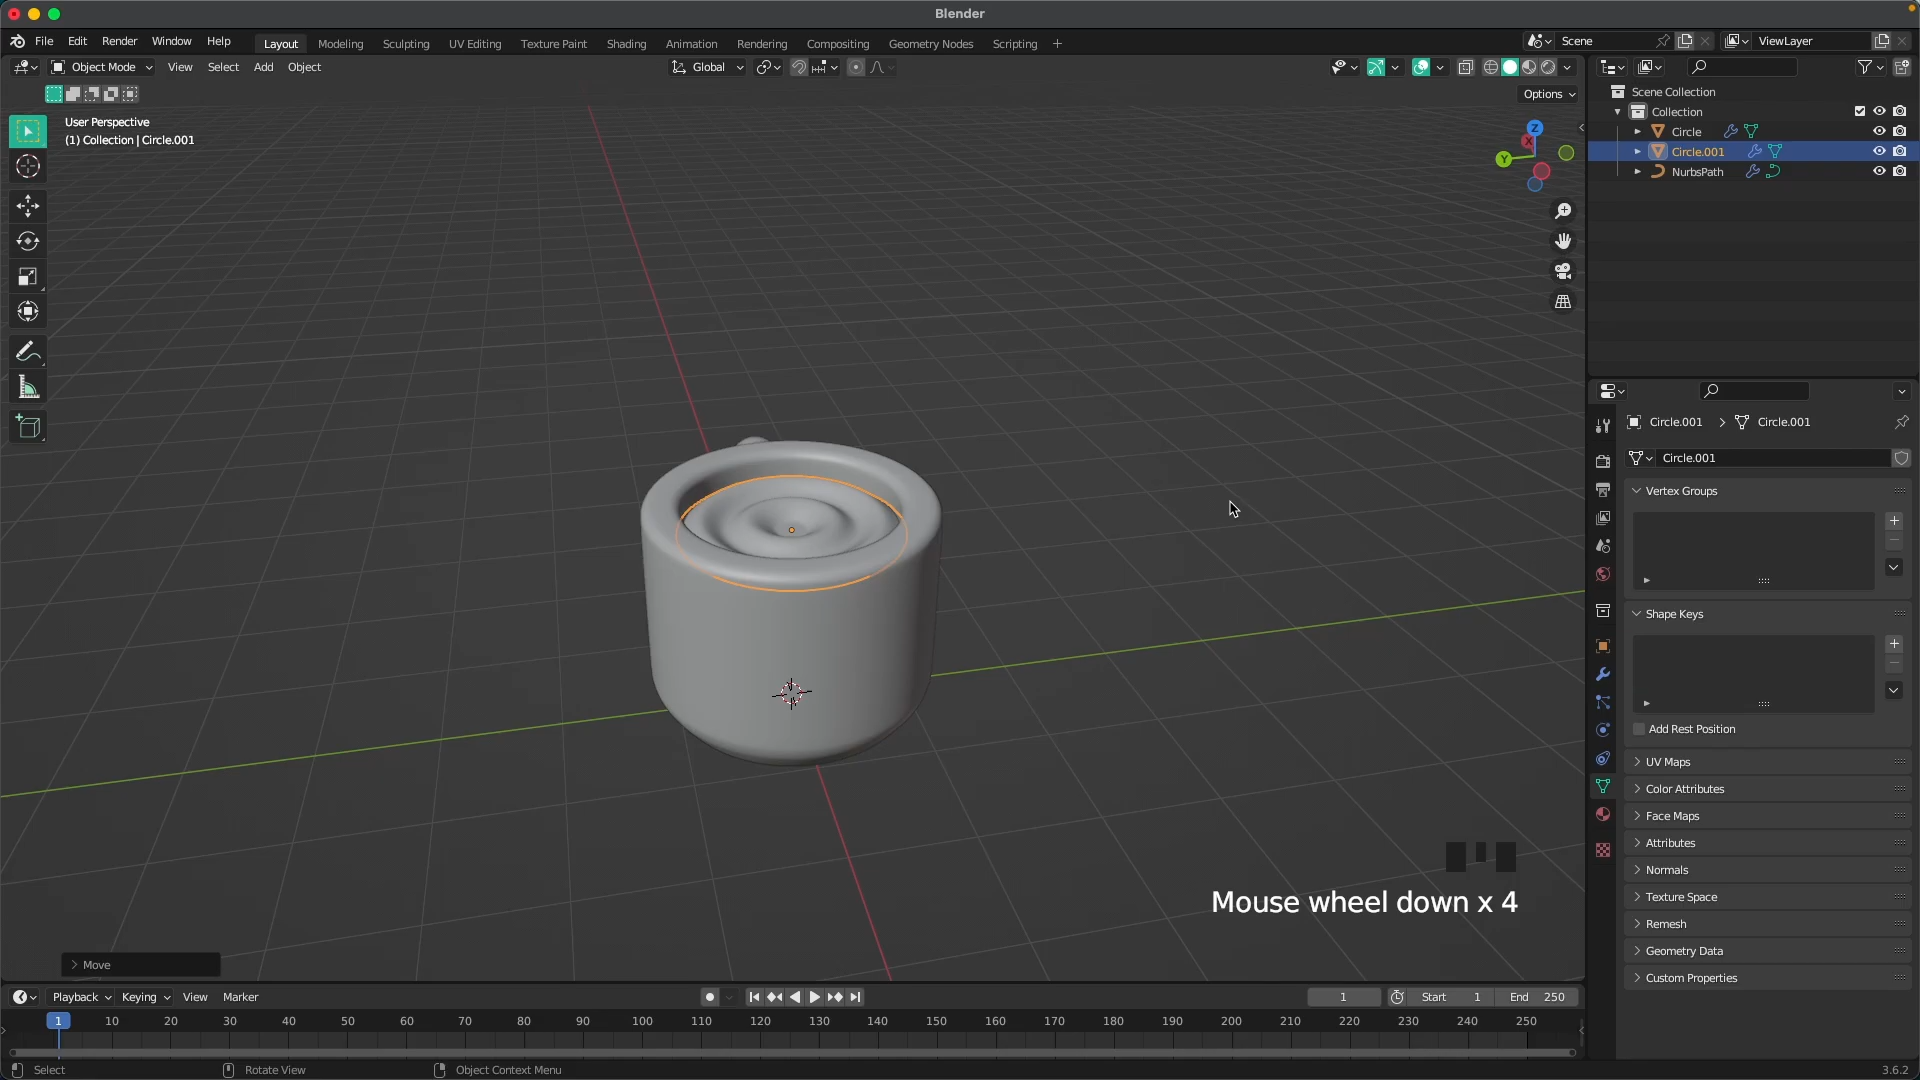 Blender
File Edit Render Window Help
Layout Modeling Sculpting UV Editing Texture Paint Shading Animation Rendering Compositing Geometry Nodes Scripting +
Scene
ViewLayer
Object Mode View Select Add Object
Global
Options
User Perspective
(1) Collection | Circle.001
Z
X
Y
Scene Collection
Collection
Circle
Circle.001
NurbsPath
Circle.001 > Circle.001
Circle.001
Vertex Groups
Shape Keys
Add Rest Position
UV Maps
Color Attributes
Face Maps
Attributes
Normals
Texture Space
Remesh
Geometry Data
Custom Properties
Mouse wheel down x 4
Move
Playback Keying View Marker
1
Start 1
End 250
1 10 20 30 40 50 60 70 80 90 100 110 120 130 140 150 160 170 180 190 200 210 220 230 240 250
Select
Rotate View
Object Context Menu
3.6.2